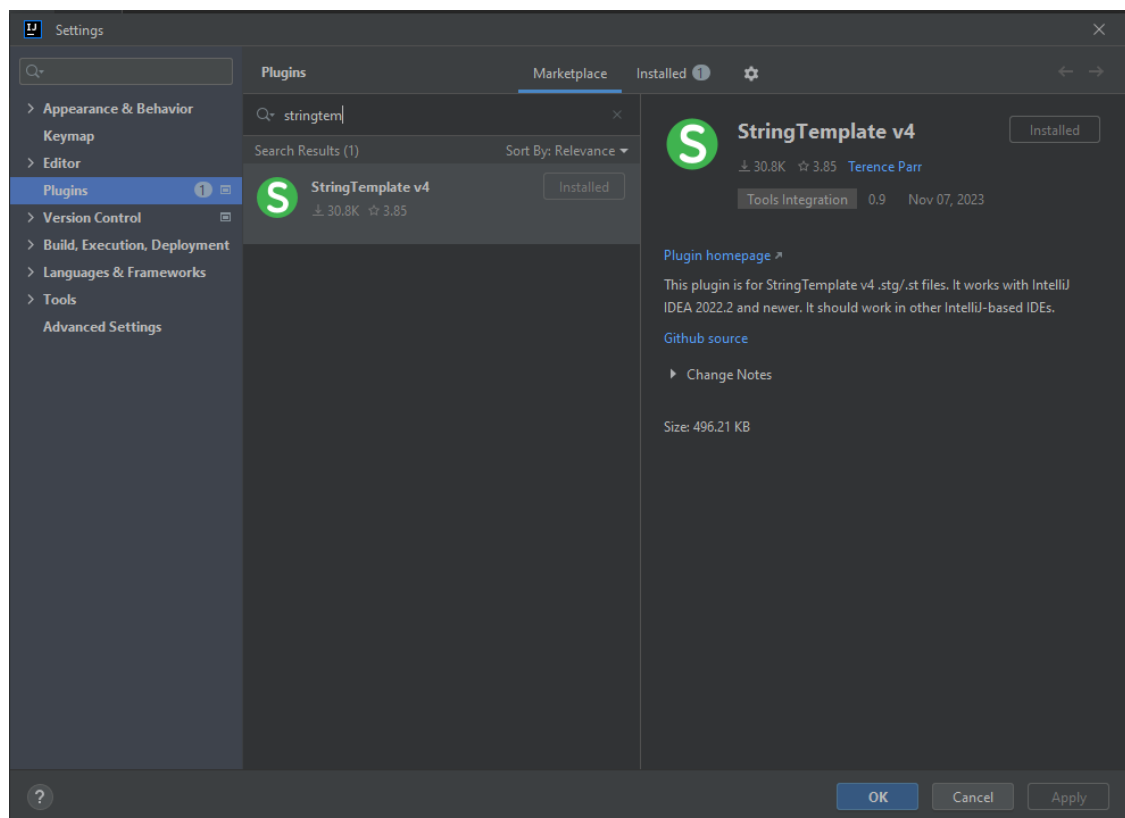 Settings
Appearance & Behavior
Keymap
Editor
Plugins 1
Version Control
Build, Execution, Deployment
Languages & Frameworks
Tools
Advanced Settings
Plugins Marketplace Installed 1
stringtem
Search Results (1) Sort By: Relevance
S StringTemplate v4 Installed
30.8K 3.85
S StringTemplate v4 Installed
30.8K 3.85 Terence Parr
Tools Integration 0.9 Nov 07, 2023
Plugin homepage
This plugin is for StringTemplate v4 .stg/.st files. It works with IntelliJ
IDEA 2022.2 and newer. It should work in other IntelliJ-based IDEs.
Github source
Change Notes
Size: 496.21 KB
? OK Cancel Apply